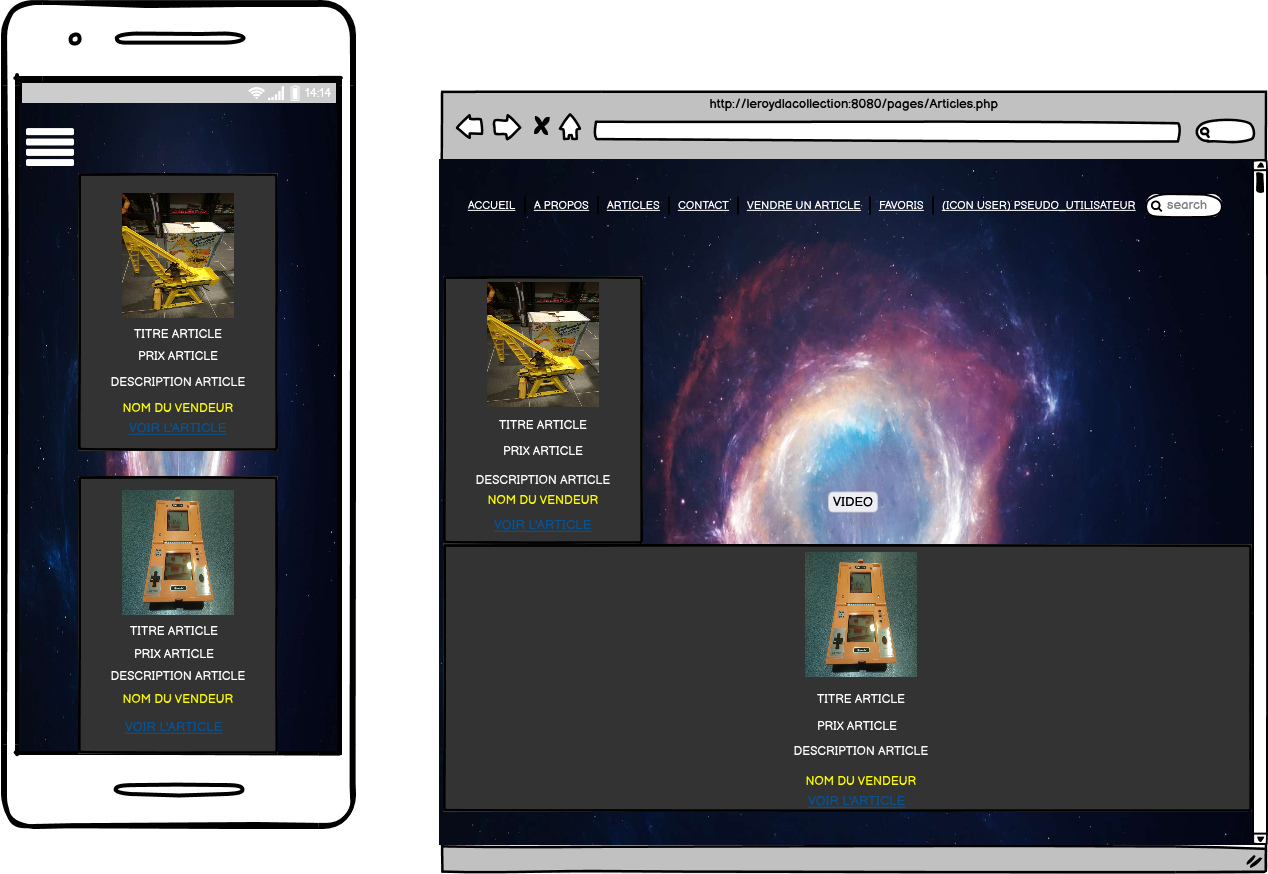 14:14
TITRE ARTICLE
PRIX ARTICLE
DESCRIPTION ARTICLE
NOM DU VENDEUR
VOIR L'ARTICLE
TITRE ARTICLE
PRIX ARTICLE
DESCRIPTION ARTICLE
NOM DU VENDEUR
VOIR L'ARTICLE
http://leroydlacollection:8080/pages/Articles.php
ACCUEIL A PROPOS ARTICLES CONTACT VENDRE UN ARTICLE FAVORIS (ICON USER) PSEUDO_UTILISATEUR search
TITRE ARTICLE
PRIX ARTICLE
DESCRIPTION ARTICLE
NOM DU VENDEUR
VOIR L'ARTICLE
VIDEO
TITRE ARTICLE
PRIX ARTICLE
DESCRIPTION ARTICLE
NOM DU VENDEUR
VOIR L'ARTICLE